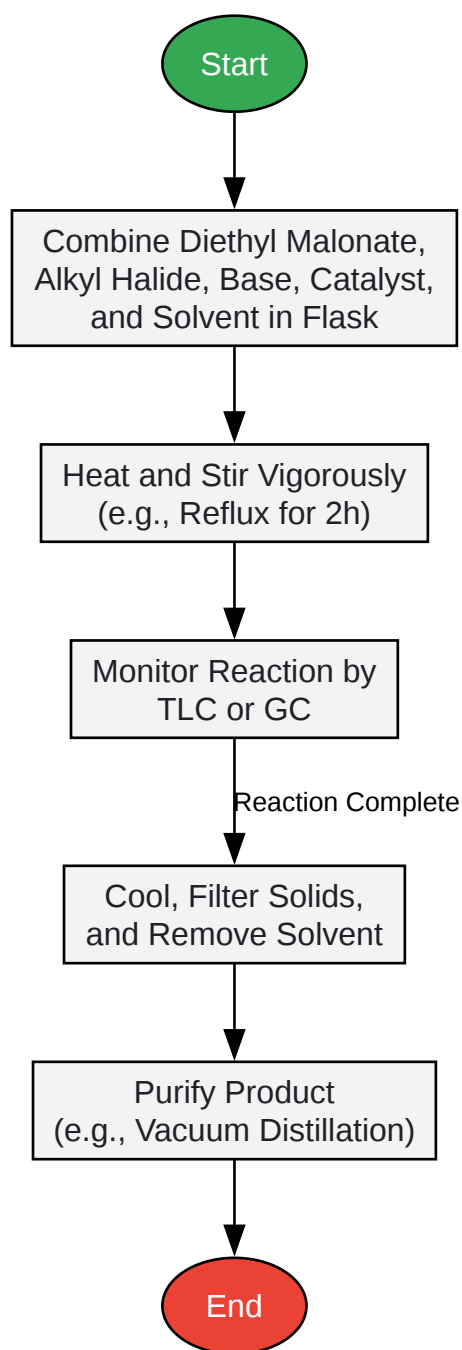 Start
Combine Diethyl Malonate,
Alkyl Halide, Base, Catalyst,
and Solvent in Flask
Heat and Stir Vigorously
(e.g., Reflux for 2h)
Monitor Reaction by
TLC or GC
Reaction Complete
Cool, Filter Solids,
and Remove Solvent
Purify Product
(e.g., Vacuum Distillation)
End